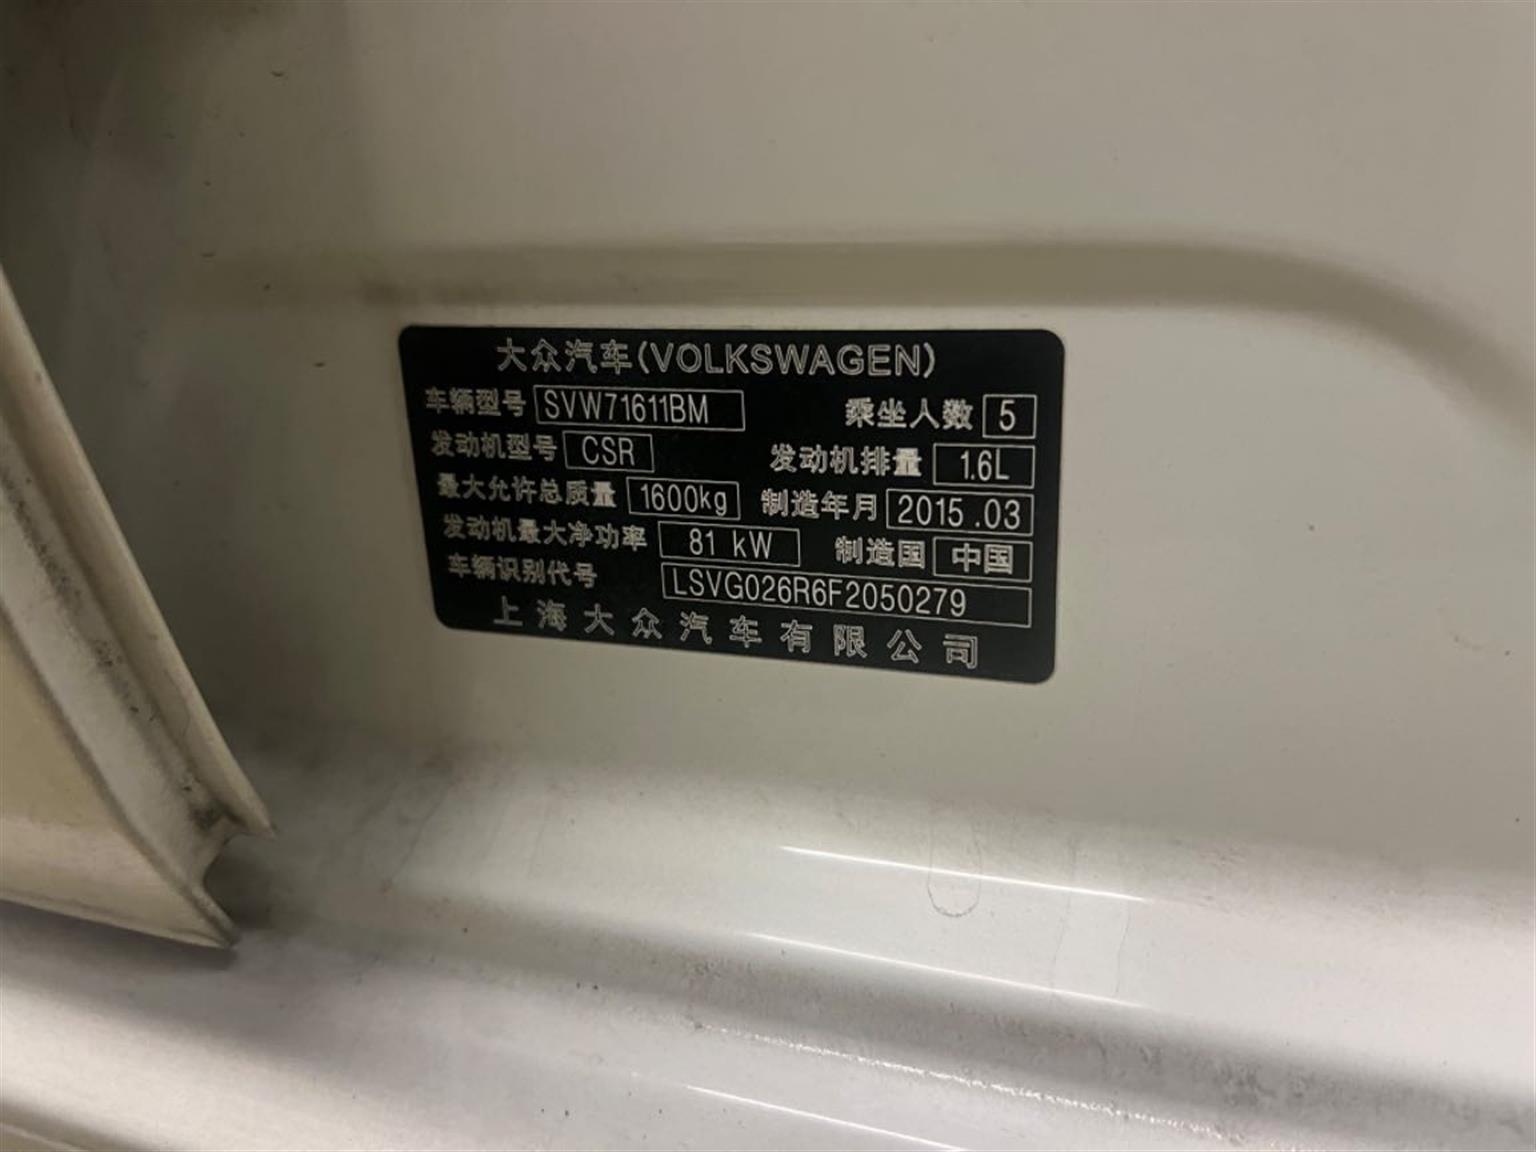 大众汽车(VOLKSWAGEN)
车辆型号 SVW71611BM 乘坐人数 5
发动机型号 CSR 发动机排量 1.6L
最大允许总质量 1600kg 制造年月 2015.03
发动机最大净功率 81 kW 制造国 中国
车辆识别代号 LSVG026R6F2050279
上海大众汽车有限公司